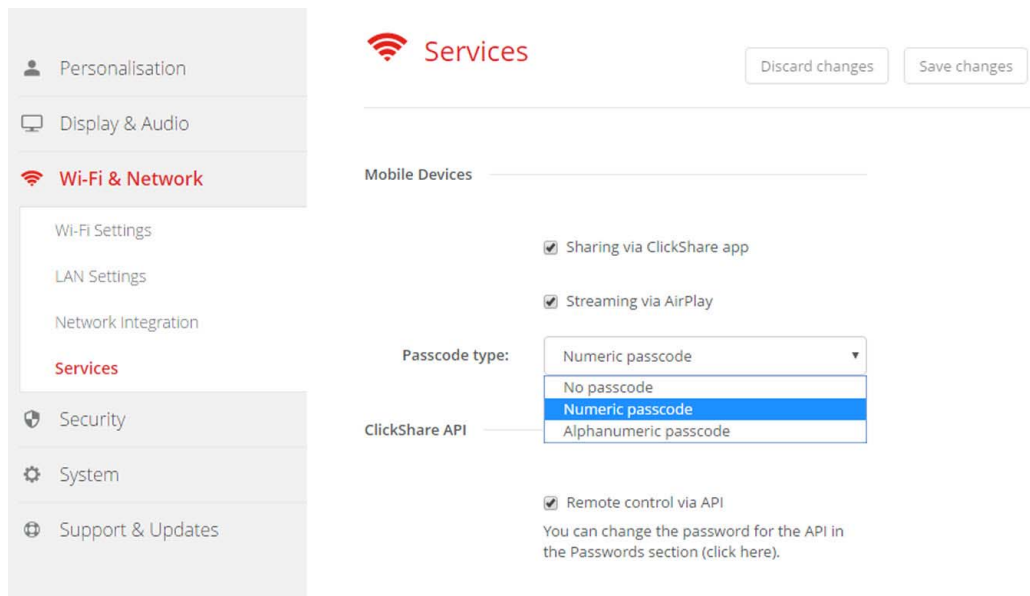 Personalisation
Display & Audio
Wi-Fi & Network
Wi-Fi Settings
LAN Settings
Network Integration
Services
Security
System
Support & Updates
Services
Discard changes
Save changes
Mobile Devices
Sharing via ClickShare app
Streaming via AirPlay
Passcode type:
Numeric passcode
No passcode
Numeric passcode
Alphanumeric passcode
ClickShare API
Remote control via API
You can change the password for the API in
the Passwords section (click here).